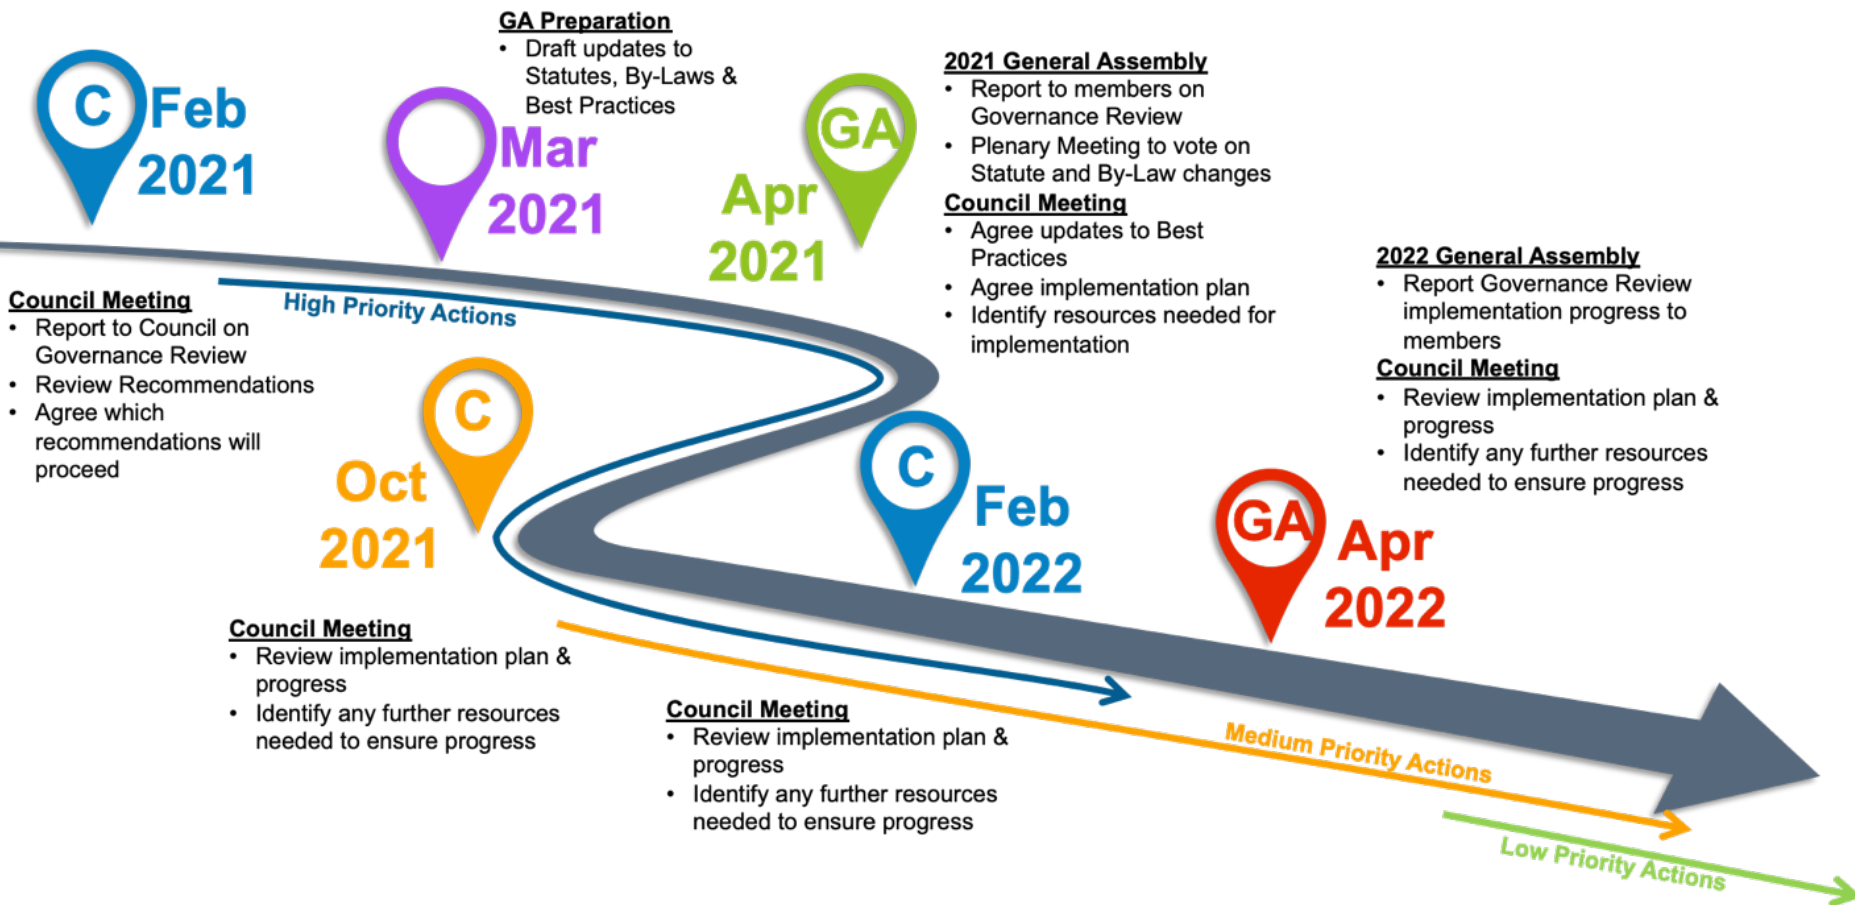 C
Feb
2021
Council Meeting
• Report to Council on
Governance Review
• Review Recommendations
• Agree which
recommendations will
proceed
GA Preparation
• Draft updates to
Statutes, By-Laws &
Best Practices
Mar
2021
High Priority Actions
GA
Apr
2021
2021 General Assembly
• Report to members on
Governance Review
• Plenary Meeting to vote on
Statute and By-Law changes
Council Meeting
• Agree updates to Best
Practices
• Agree implementation plan
• Identify resources needed for
implementation
C
Oct
2021
Council Meeting
• Review implementation plan &
progress
• Identify any further resources
needed to ensure progress
C
Feb
2022
Council Meeting
• Review implementation plan &
progress
• Identify any further resources
needed to ensure progress
GA
Apr
2022
2022 General Assembly
• Report Governance Review
implementation progress to
members
Council Meeting
• Review implementation plan &
progress
• Identify any further resources
needed to ensure progress
Medium Priority Actions
Low Priority Actions